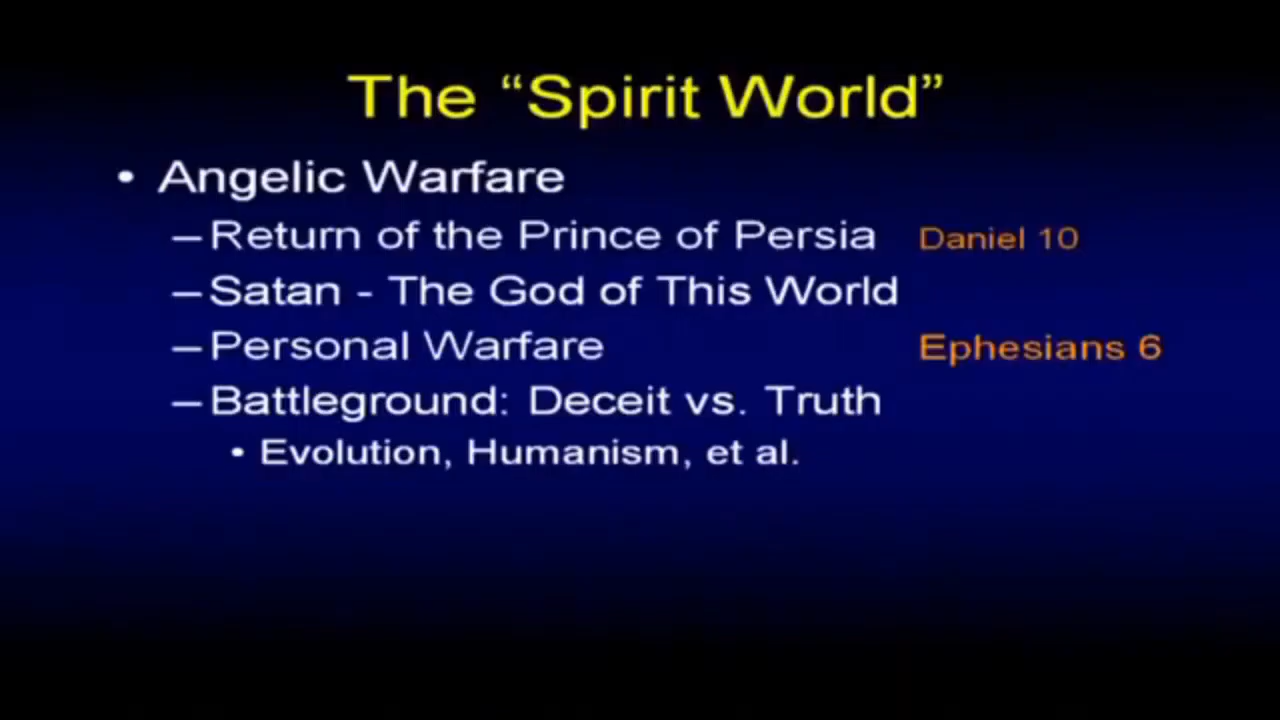 The “Spirit World”
• Angelic Warfare
– Return of the Prince of Persia Daniel 10
– Satan - The God of This World
– Personal Warfare Ephesians 6
– Battleground: Deceit vs. Truth
• Evolution, Humanism, et al.